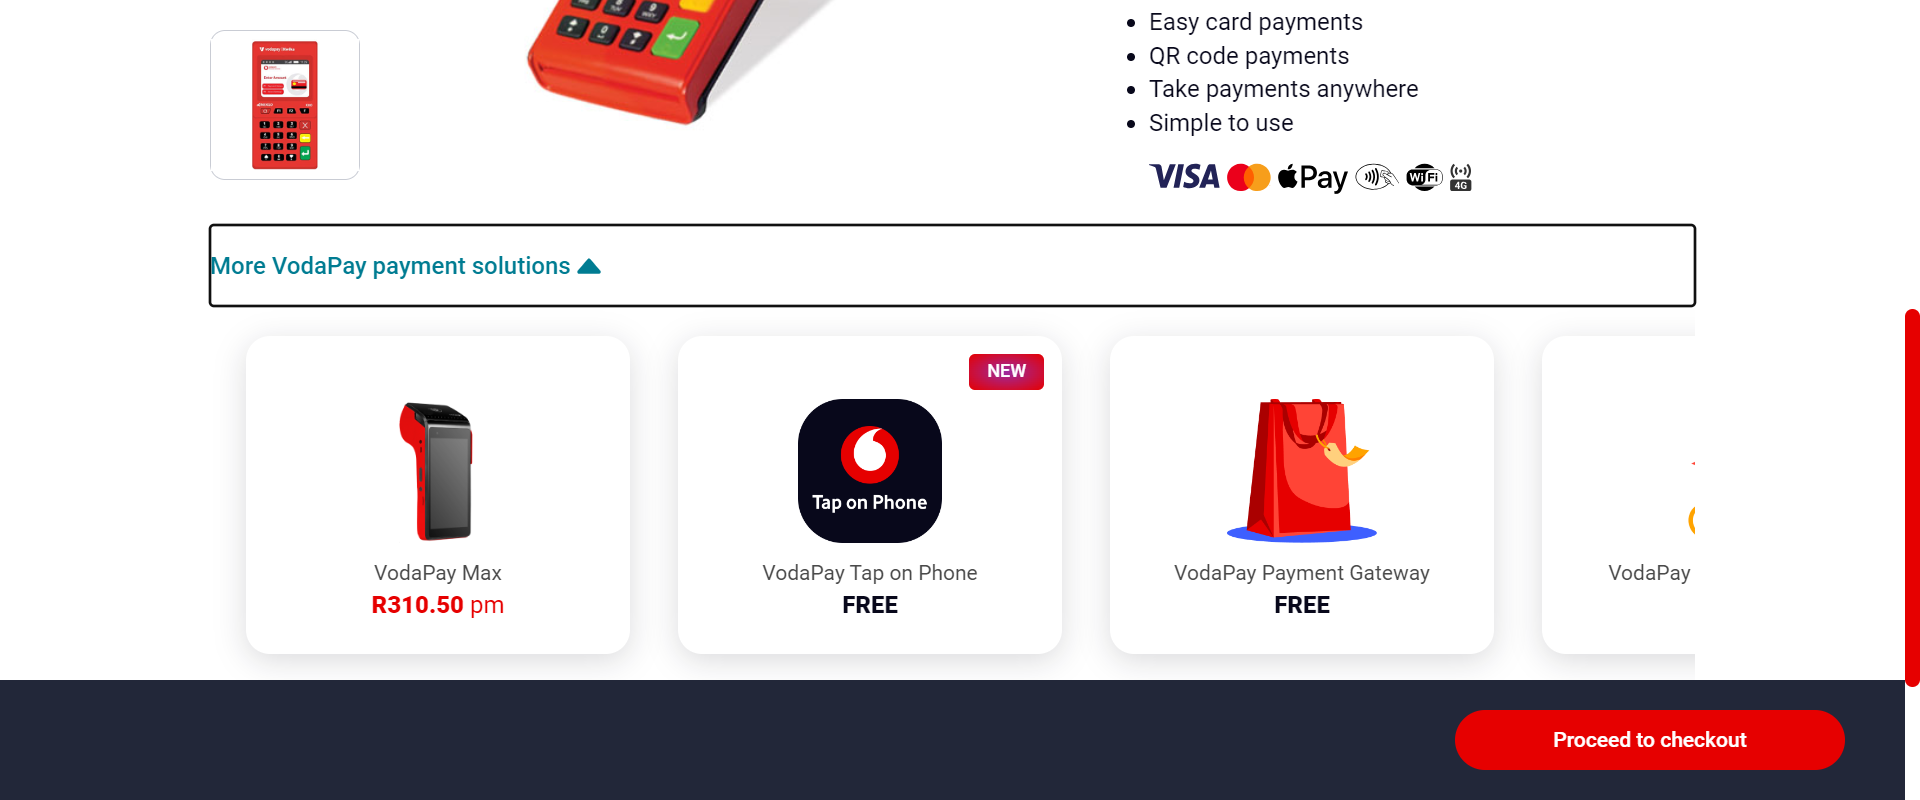 Easy card payments
QR code payments
Take payments anywhere
Simple to use
VISA Pay WiFi 4G
More VodaPay payment solutions
NEW
Tap on Phone
VodaPay Max
R310.50 pm
VodaPay Tap on Phone
FREE
VodaPay Payment Gateway
FREE
VodaPay
Proceed to checkout